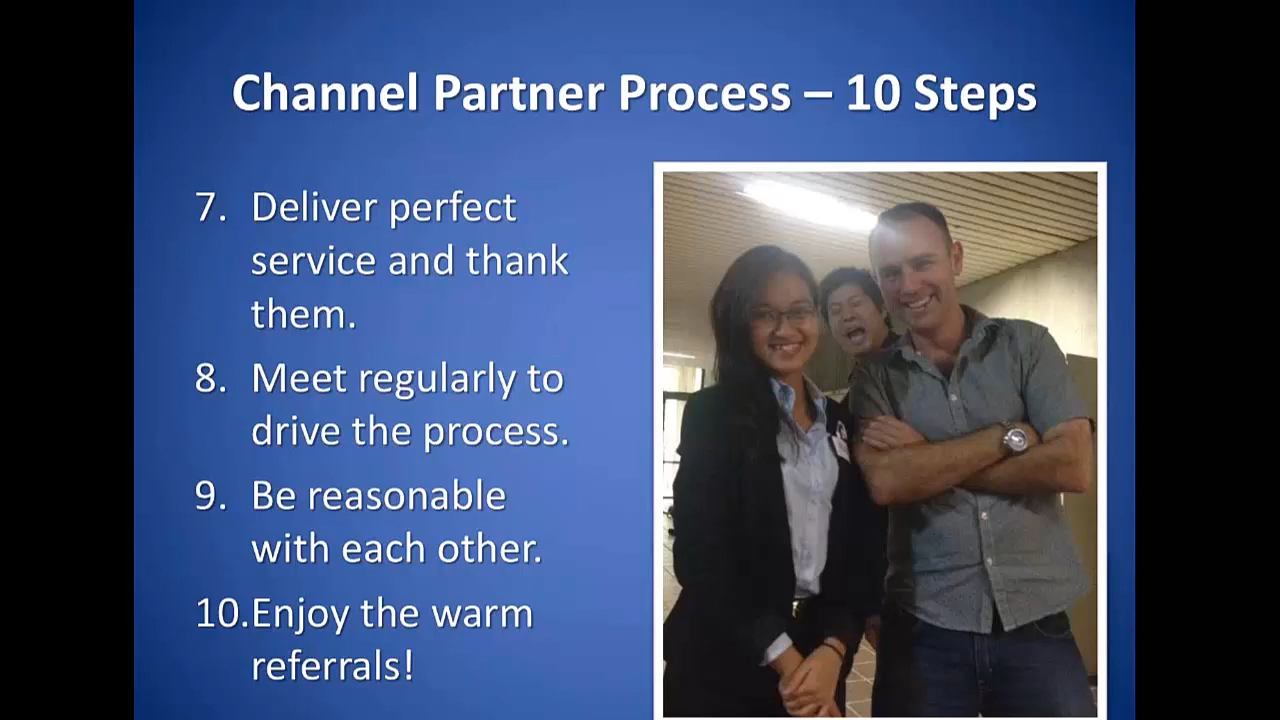 Channel Partner Process – 10 Steps
7. Deliver perfect
service and thank
them.
8. Meet regularly to
drive the process.
9. Be reasonable
with each other.
10.Enjoy the warm
referrals!